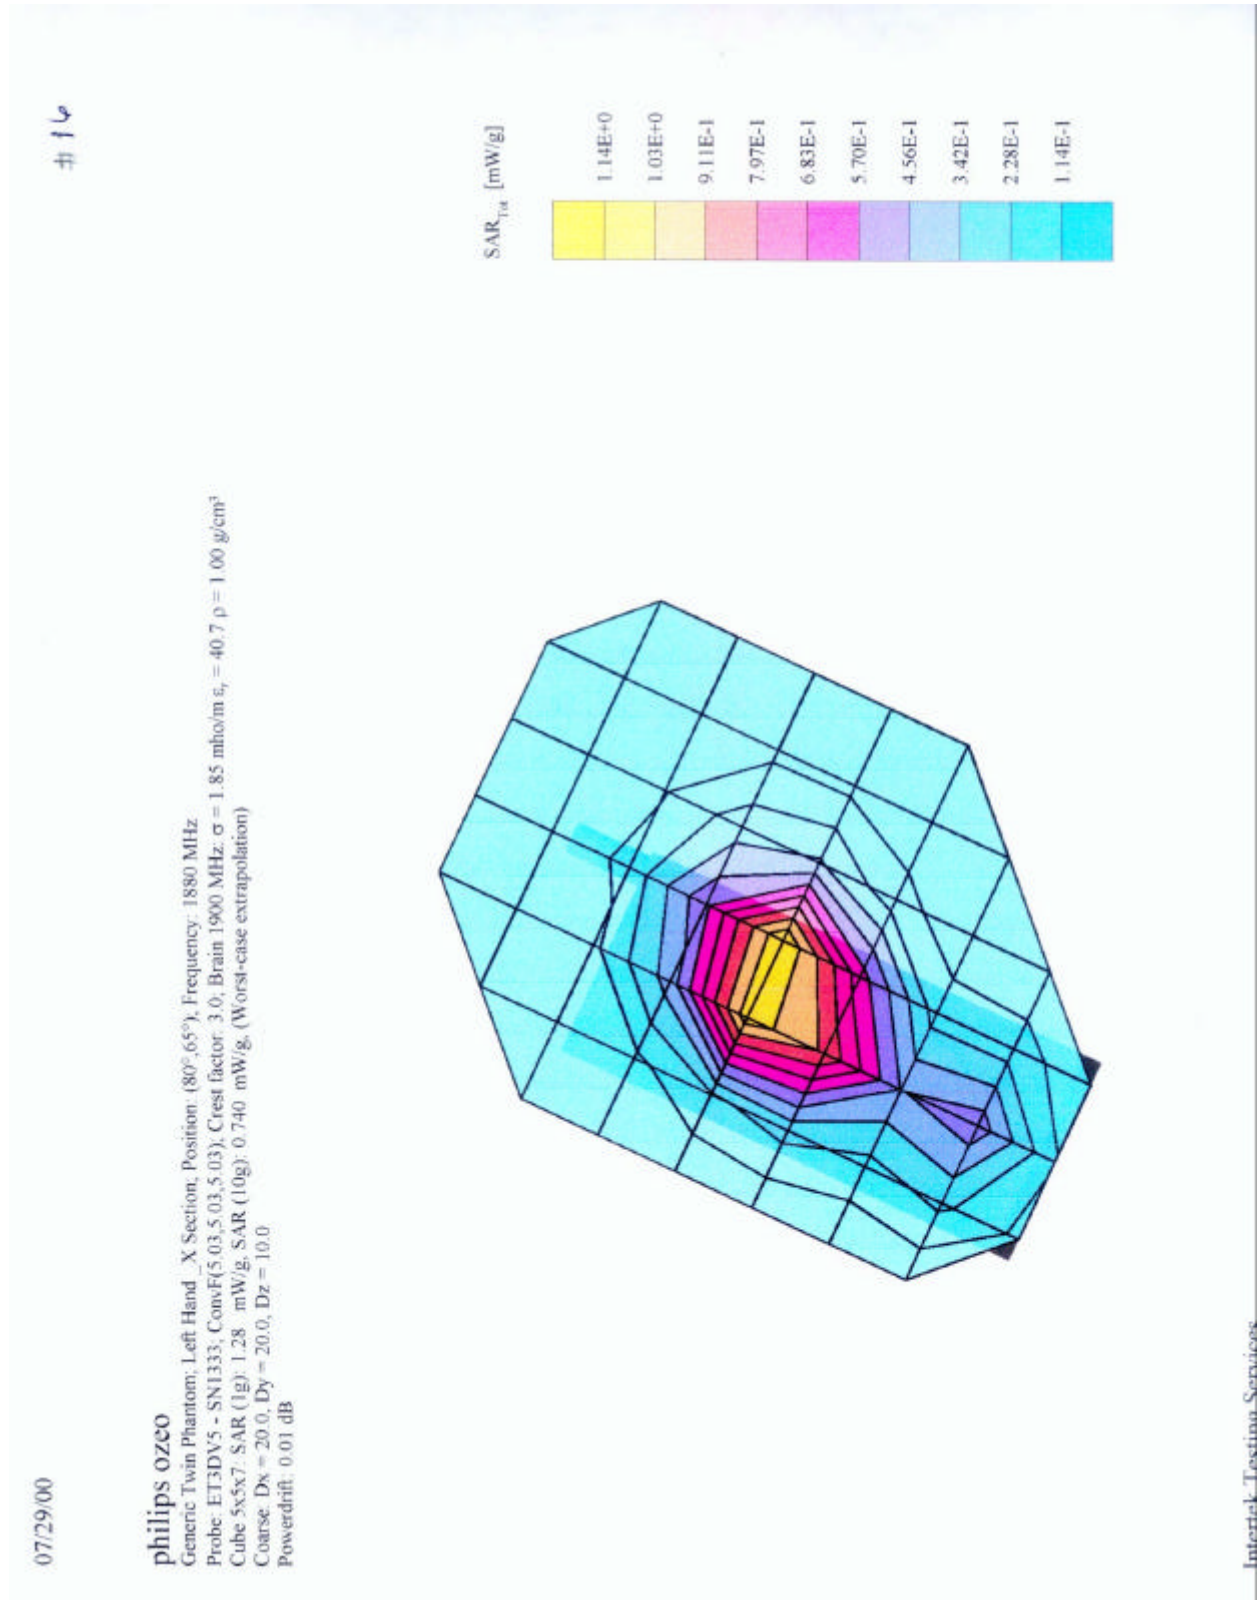 07/29/00
# 16
philips ozeo
Generic Twin Phantom; Left Hand _X Section; Position: (80°,65°); Frequency: 1880 MHz
Probe: ET3DV5 - SN1333; ConvF(5.03,5.03,5.03); Crest factor: 3.0; Brain 1900 MHz: σ = 1.85 mho/m εr = 40.7 ρ = 1.00 g/cm³
Cube 5x5x7: SAR (1g): 1.28 mW/g, SAR (10g): 0.740 mW/g, (Worst-case extrapolation)
Coarse: Dx = 20.0, Dy = 20.0, Dz = 10.0
Powerdrift: 0.01 dB
SARTot [mW/g]
1.14E+0
1.03E+0
9.11E-1
7.97E-1
6.83E-1
5.70E-1
4.56E-1
3.42E-1
2.28E-1
1.14E-1
Intertek Testing Services